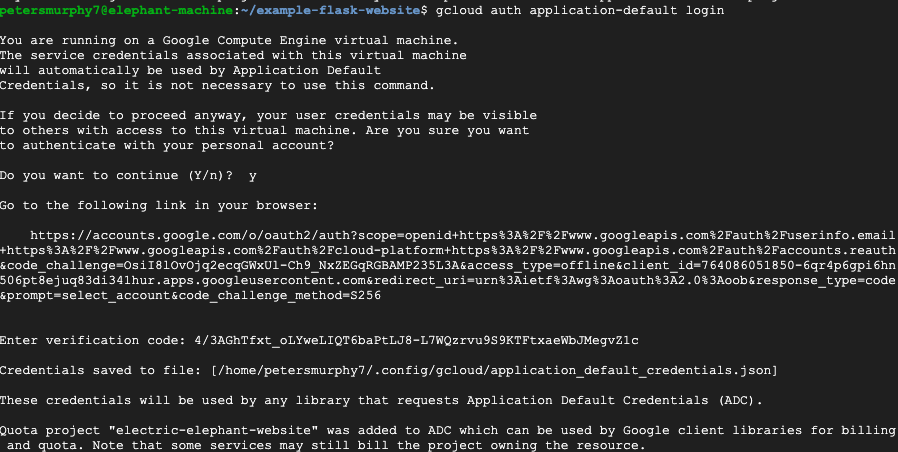 petersmurphy7@elephant-machine:~/example-flask-website$ gcloud auth application-default login
You are running on a Google Compute Engine virtual machine.
The service credentials associated with this virtual machine
will automatically be used by Application Default
Credentials, so it is not necessary to use this command.
If you decide to proceed anyway, your user credentials may be visible
to others with access to this virtual machine. Are you sure you want
to authenticate with your personal account?
Do you want to continue (Y/n)?  y
Go to the following link in your browser:
https://accounts.google.com/o/oauth2/auth?scope=openid+https%3A%2F%2Fwww.googleapis.com%2Fauth%2Fuserinfo.email
+https%3A%2F%2Fwww.googleapis.com%2Fauth%2Fcloud-platform+https%3A%2F%2Fwww.googleapis.com%2Fauth%2Faccounts.reauth
&code_challenge=OsiI8lOvOjq2ecqGWxU1-Ch9_NxZEGqRGBAMP235L3A&access_type=offline&client_id=764086051850-6qr4p6gpi6hn
506pt8ejuq83di341hur.apps.googleusercontent.com&redirect_uri=urn%3Aietf%3Awg%3Aoauth%3A2.0%3Aoob&response_type=code
&prompt=select_account&code_challenge_method=S256
Enter verification code: 4/3AGhTfxt_oLYweLIQT6baPtLJ8-L7WQzrvu9S9KTFtxaeWbJMegvZ1c
Credentials saved to file: [/home/petersmurphy7/.config/gcloud/application_default_credentials.json]
These credentials will be used by any library that requests Application Default Credentials (ADC).
Quota project "electric-elephant-website" was added to ADC which can be used by Google client libraries for billing
and quota. Note that some services may still bill the project owning the resource.